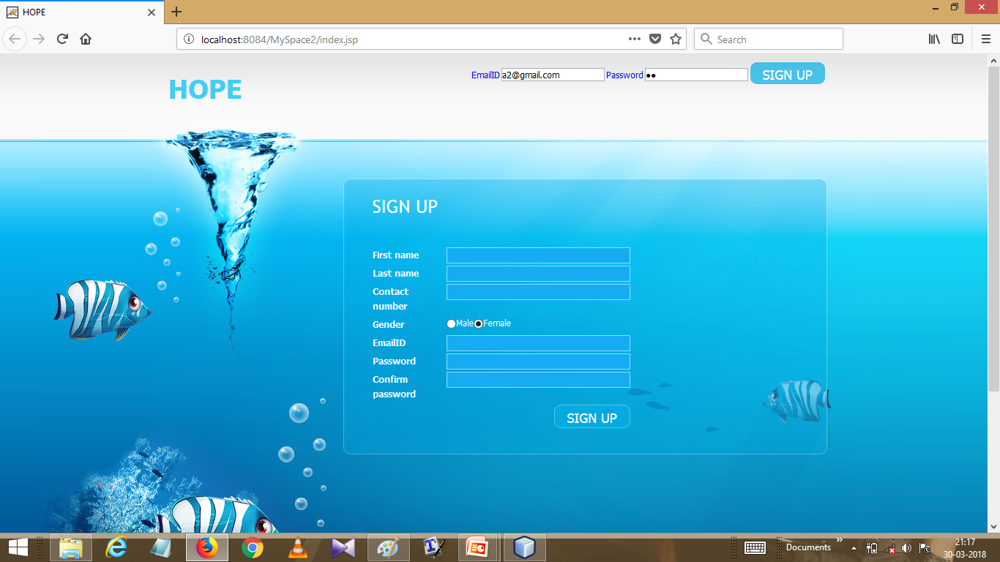 HOPE
localhost:8084/MySpace2/index.jsp
Search
EmailID a2@gmail.com Password ●● SIGN UP
HOPE
SIGN UP
First name
Last name
Contact
number
Gender Male Female
EmailID
Password
Confirm
password
SIGN UP
Documents
21:17
30-03-2018